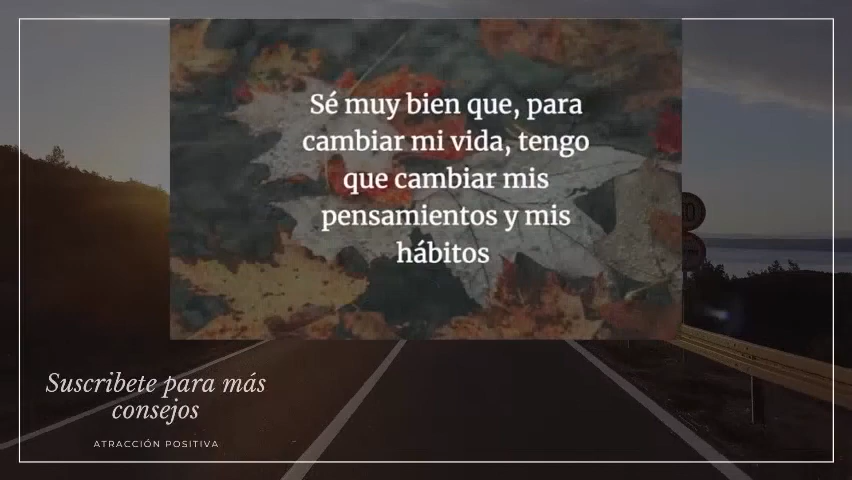 Sé muy bien que, para
cambiar mi vida, tengo
que cambiar mis
pensamientos y mis
hábitos
Suscribete para más
consejos
ATRACCIÓN POSITIVA